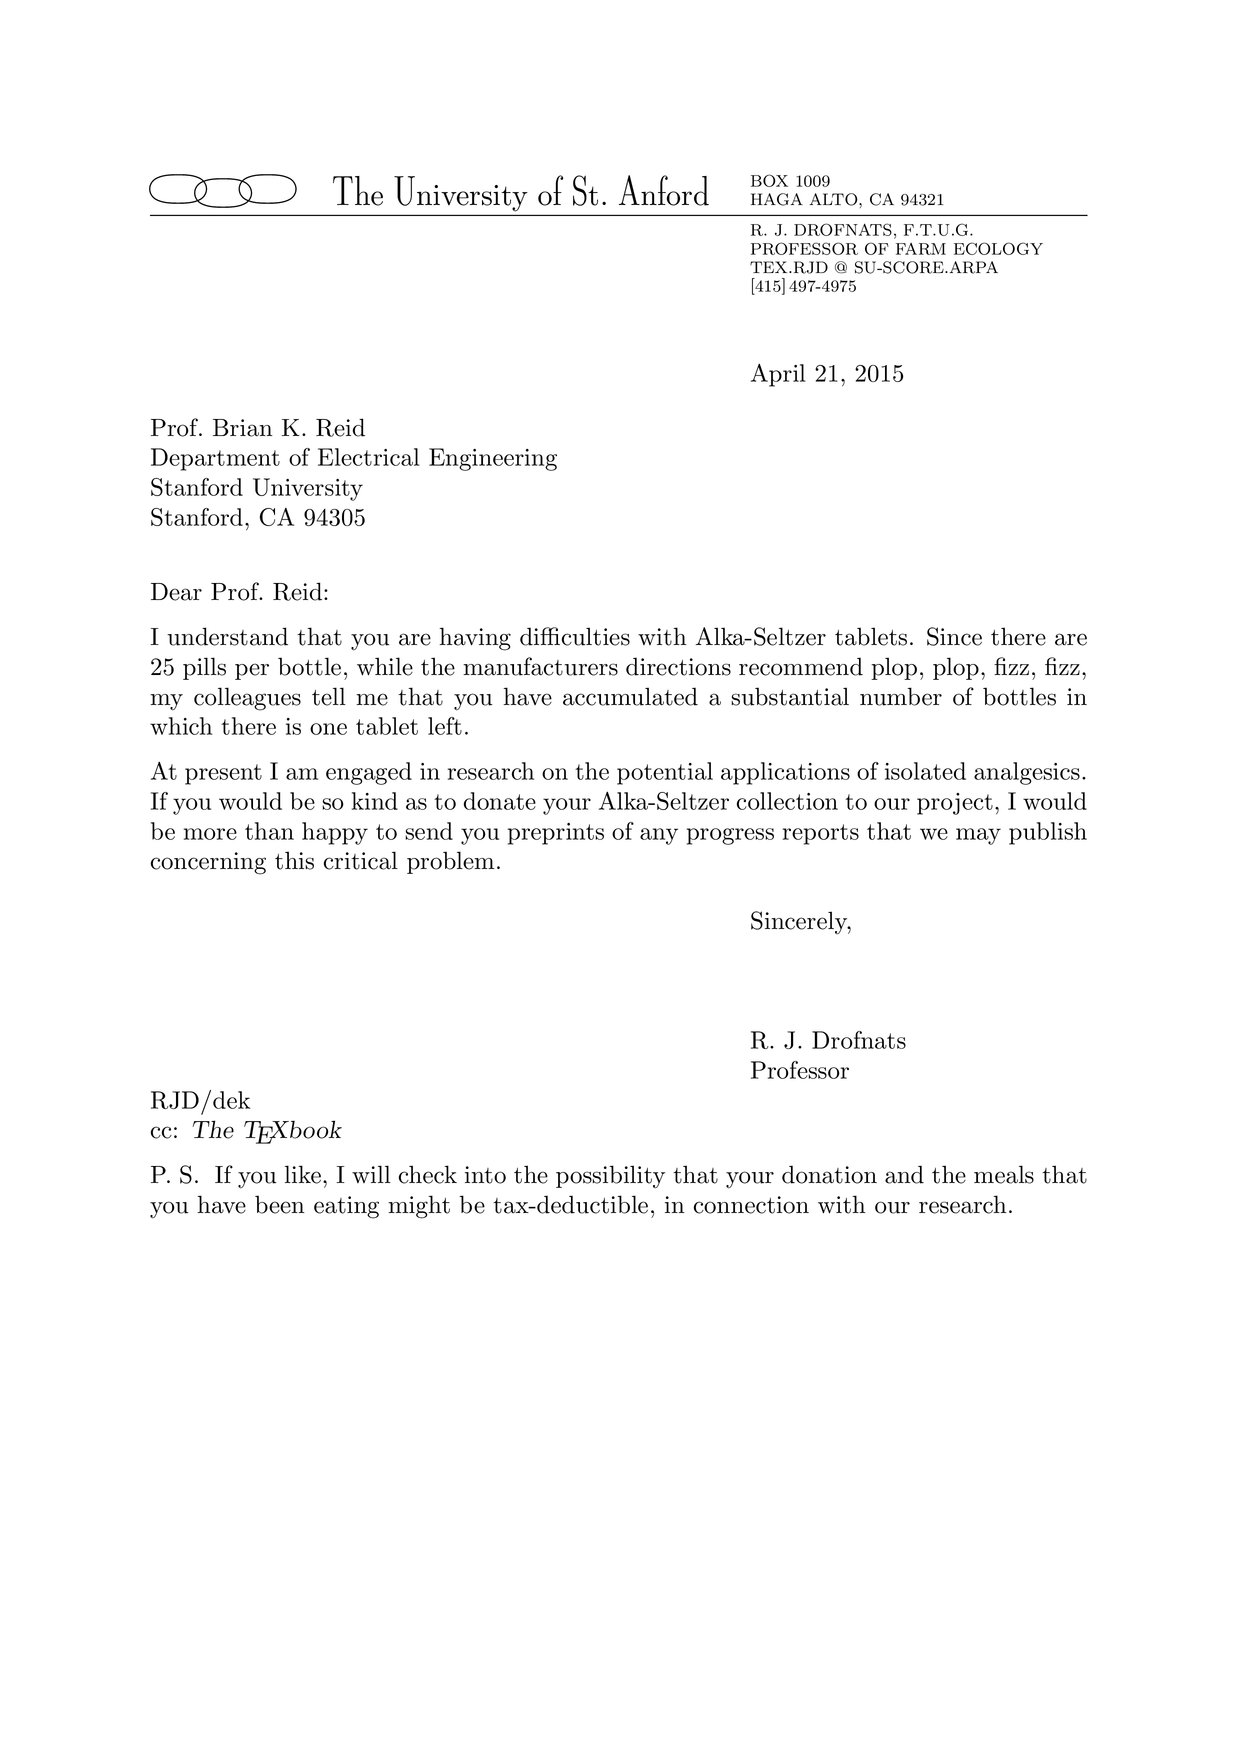 The University of St. Anford
BOX 1009
HAGA ALTO, CA 94321
R. J. DROFNATS, F.T.U.G.
PROFESSOR OF FARM ECOLOGY
TEX.RJD @ SU-SCORE.ARPA
[415] 497-4975
April 21, 2015
Prof. Brian K. Reid
Department of Electrical Engineering
Stanford University
Stanford, CA 94305
Dear Prof. Reid:
I understand that you are having difficulties with Alka-Seltzer tablets. Since there are
25 pills per bottle, while the manufacturers directions recommend plop, plop, fizz, fizz,
my colleagues tell me that you have accumulated a substantial number of bottles in
which there is one tablet left.
At present I am engaged in research on the potential applications of isolated analgesics.
If you would be so kind as to donate your Alka-Seltzer collection to our project, I would
be more than happy to send you preprints of any progress reports that we may publish
concerning this critical problem.
Sincerely,
R. J. Drofnats
Professor
RJD/dek
cc: The TEXbook
P. S. If you like, I will check into the possibility that your donation and the meals that
you have been eating might be tax-deductible, in connection with our research.